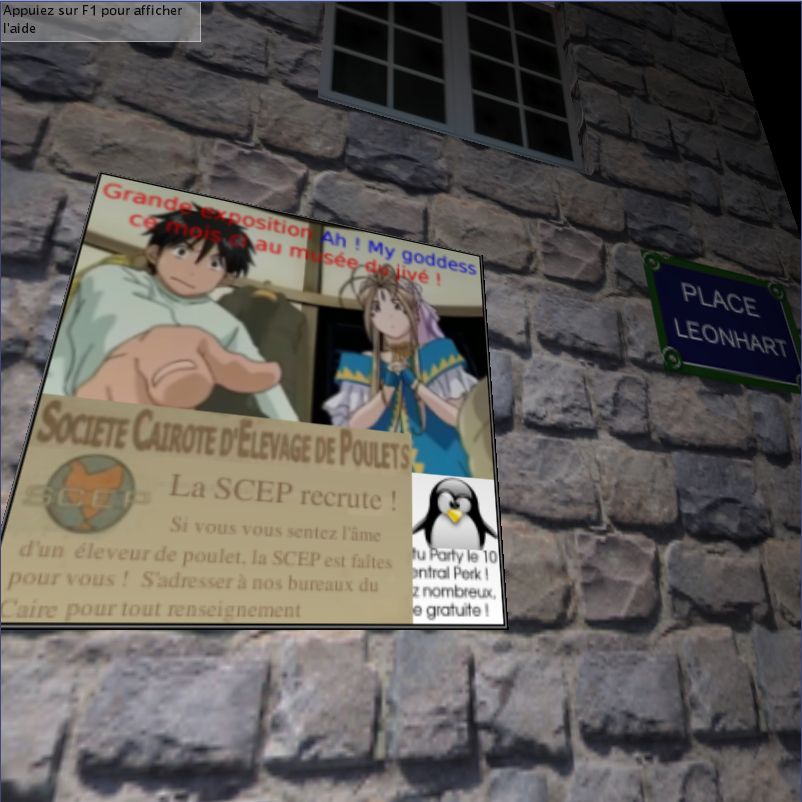 Appuiez sur F1 pour afficher
l'aide
Grande exposition
ce mois ci au musée du jivé !
Ah ! My goddess
PLACE
LEONHART
SOCIETE CAIROTE D'ELEVAGE DE POULETS
SCEP
La SCEP recrute !
Si vous vous sentez l'âme
d'un éleveur de poulet, la SCEP est faîtes
pour vous ! S'adresser à nos bureaux du
Caire pour tout renseignement
tu Party le 10
entral Perk !
z nombreux,
e gratuite !